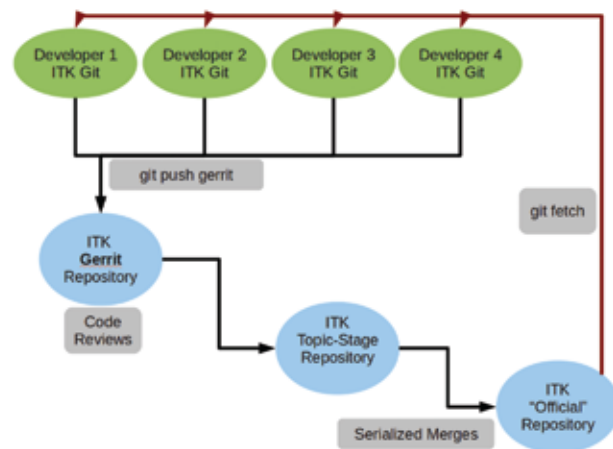 Developer 1
ITK Git
Developer 2
ITK Git
Developer 3
ITK Git
Developer 4
ITK Git
git push gerrit
git fetch
ITK
Gerrit
Repository
Code
Reviews
ITK
Topic-Stage
Repository
ITK
"Official"
Repository
Serialized Merges